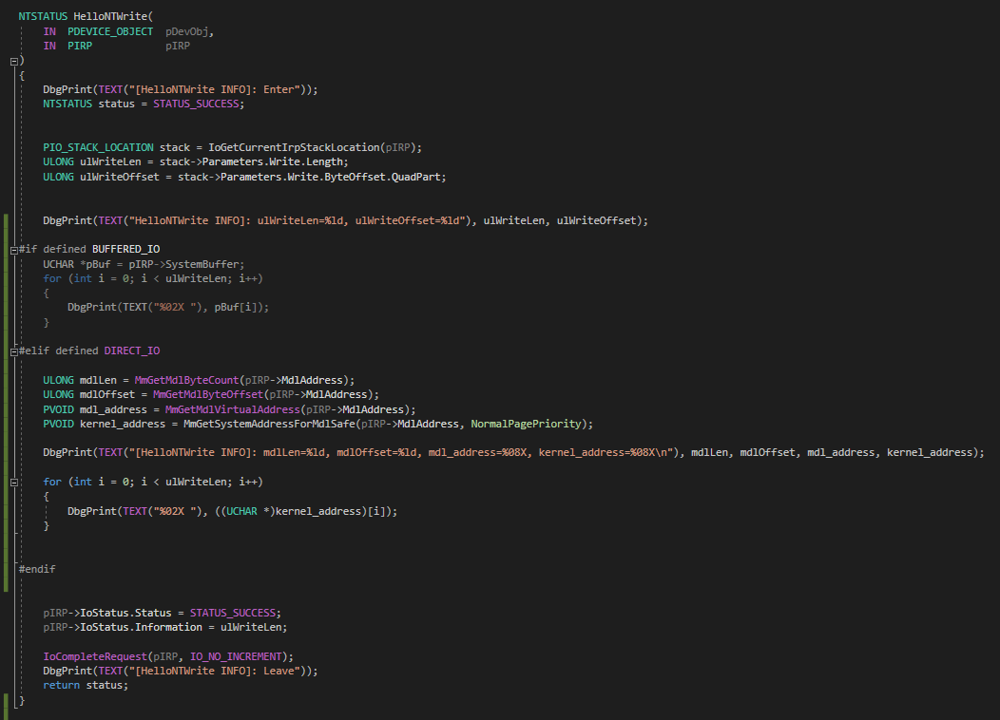 NTSTATUS HelloNTWrite(
    IN  PDEVICE_OBJECT  pDevObj,
    IN  PIRP            pIRP
)
{
    DbgPrint(TEXT("[HelloNTWrite INFO]: Enter"));
    NTSTATUS status = STATUS_SUCCESS;
    PIO_STACK_LOCATION stack = IoGetCurrentIrpStackLocation(pIRP);
    ULONG ulWriteLen = stack->Parameters.Write.Length;
    ULONG ulWriteOffset = stack->Parameters.Write.ByteOffset.QuadPart;
    DbgPrint(TEXT("HelloNTWrite INFO]: ulWriteLen=%ld, ulWriteOffset=%ld"), ulWriteLen, ulWriteOffset);
#if defined BUFFERED_IO
    UCHAR *pBuf = pIRP->SystemBuffer;
    for (int i = 0; i < ulWriteLen; i++)
    {
        DbgPrint(TEXT("%02X "), pBuf[i]);
    }
#elif defined DIRECT_IO
    ULONG mdlLen = MmGetMdlByteCount(pIRP->MdlAddress);
    ULONG mdlOffset = MmGetMdlByteOffset(pIRP->MdlAddress);
    PVOID mdl_address = MmGetMdlVirtualAddress(pIRP->MdlAddress);
    PVOID kernel_address = MmGetSystemAddressForMdlSafe(pIRP->MdlAddress, NormalPagePriority);
    DbgPrint(TEXT("[HelloNTWrite INFO]: mdlLen=%ld, mdlOffset=%ld, mdl_address=%08X, kernel_address=%08X\n"), mdlLen, mdlOffset, mdl_address, kernel_address);
    for (int i = 0; i < ulWriteLen; i++)
    {
        DbgPrint(TEXT("%02X "), ((UCHAR *)kernel_address)[i]);
    }
#endif
    pIRP->IoStatus.Status = STATUS_SUCCESS;
    pIRP->IoStatus.Information = ulWriteLen;
    IoCompleteRequest(pIRP, IO_NO_INCREMENT);
    DbgPrint(TEXT("[HelloNTWrite INFO]: Leave"));
    return status;
}